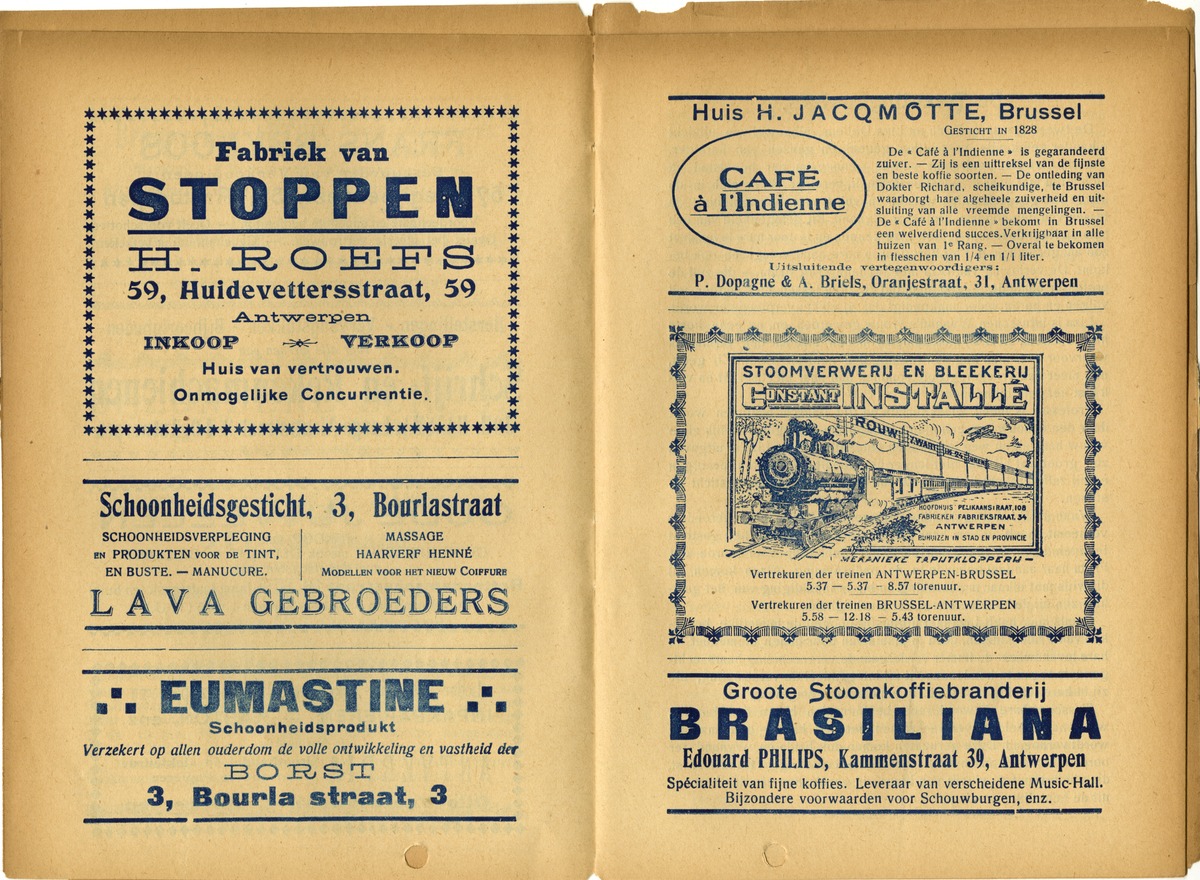 Fabriek van
STOPPEN
H. ROEFS
59, Huidevettersstraat, 59
Antwerpen
INKOOP VERKOOP
Huis van vertrouwen.
Onmogelijke Concurrentie.
Schoonheidsgesticht, 3, Bourlastraat
SCHOONHEIDSVERPLEGING
EN PRODUKTEN VOOR DE TINT,
EN BUSTE. — MANUCURE.
MASSAGE
HAARVERF HENNÉ
MODELLEN VOOR HET NIEUW COIFFURE
LAVA GEBROEDERS
EUMASTINE
Schoonheidsprodukt
Verzekert op allen ouderdom de volle ontwikkeling en vastheid der
BORST
3, Bourla straat, 3
Huis H. JACQMOTTE, Brussel
GESTICHT IN 1828
CAFÉ
à l'Indienne
De « Café à l'Indienne » is gegarandeerd
zuiver. — Zij is een uittreksel van de fijnste
en beste koffie soorten. — De ontleding van
Dokter Richard, scheikundige, te Brussel
waarborgt hare algeheele zuiverheid en uit-
sluiting van alle vreemde mengelingen. —
De « Café à l'Indienne » bekomt in Brussel
een welverdiend succes. Verkrijgbaar in alle
huizen van 1e Rang. — Overal te bekomen
in flesschen van 1/4 en 1/1 liter.
Uitsluitende vertegenwoordigers:
P. Dopagne & A. Briels, Oranjestraat, 31, Antwerpen
STOOMVERWERIJ EN BLEEKERIJ
CONSTANT INSTALLÉ
ROUW ZWART IN 24 UREN
HOOFDHUIS PELIKAANSTRAAT, 108
FABRIEKEN FABRIEKSTRAAT. 34
ANTWERPEN
BIJHUIZEN IN STAD EN PROVINCIE
MEKANIEKE TAPIJTKLOPPERIJ —
Vertrekuren der treinen ANTWERPEN-BRUSSEL
5.37 — 5.37 — 8.57 torenuur.
Vertrekuren der treinen BRUSSEL-ANTWERPEN
5.58 — 12.18 — 5.43 torenuur.
Groote Stoomkoffiebranderij
BRASILIANA
Edouard PHILIPS, Kammenstraat 39, Antwerpen
Spécialiteit van fijne koffies. Leveraar van verscheidene Music-Hall.
Bijzondere voorwaarden voor Schouwburgen, enz.